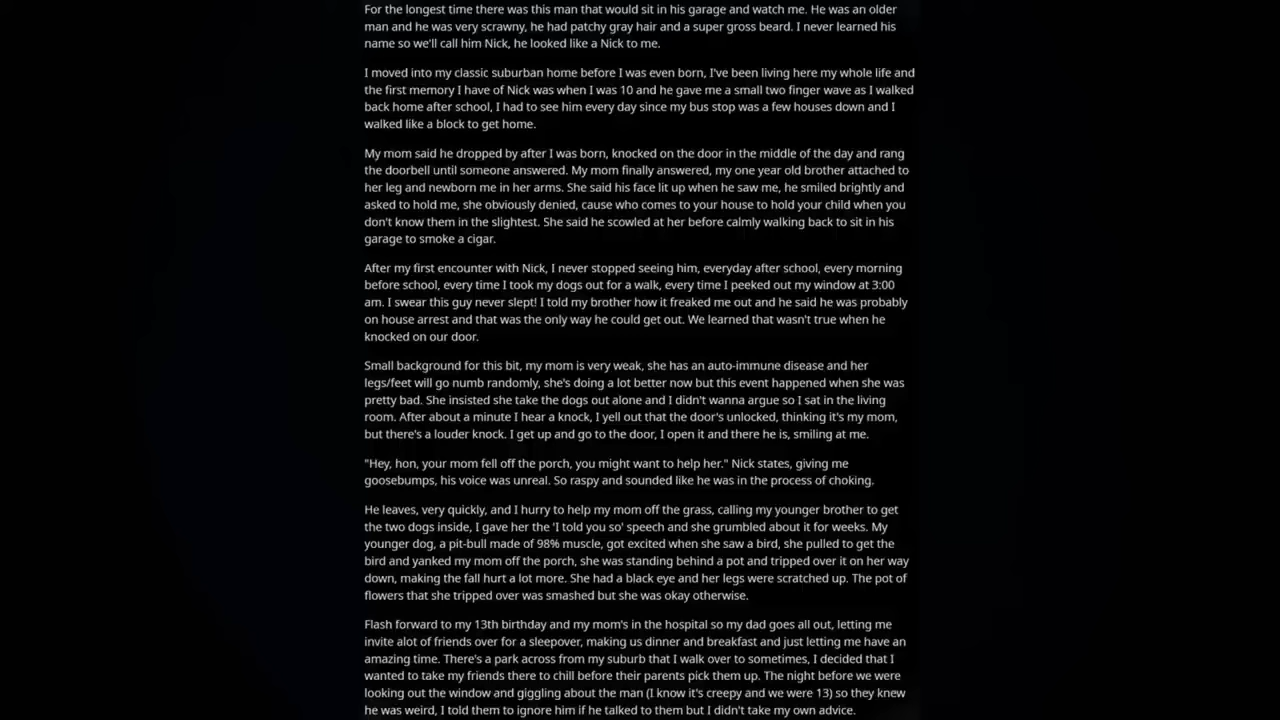 For the longest time there was this man that would sit in his garage and watch me. He was an older
man and he was very scrawny, he had patchy gray hair and a super gross beard. I never learned his
name so we'll call him Nick, he looked like a Nick to me.
I moved into my classic suburban home before I was even born, I've been living here my whole life and
the first memory I have of Nick was when I was 10 and he gave me a small two finger wave as I walked
back home after school, I had to see him every day since my bus stop was a few houses down and I
walked like a block to get home.
My mom said he dropped by after I was born, knocked on the door in the middle of the day and rang
the doorbell until someone answered. My mom finally answered, my one year old brother attached to
her leg and newborn me in her arms. She said his face lit up when he saw me, he smiled brightly and
asked to hold me, she obviously denied, cause who comes to your house to hold your child when you
don't know them in the slightest. She said he scowled at her before calmly walking back to sit in his
garage to smoke a cigar.
After my first encounter with Nick, I never stopped seeing him, everyday after school, every morning
before school, every time I took my dogs out for a walk, every time I peeked out my window at 3:00
am. I swear this guy never slept! I told my brother how it freaked me out and he said he was probably
on house arrest and that was the only way he could get out. We learned that wasn't true when he
knocked on our door.
Small background for this bit, my mom is very weak, she has an auto-immune disease and her
legs/feet will go numb randomly, she's doing a lot better now but this event happened when she was
pretty bad. She insisted she take the dogs out alone and I didn't wanna argue so I sat in the living
room. After about a minute I hear a knock, I yell out that the door's unlocked, thinking it's my mom,
but there's a louder knock. I get up and go to the door, I open it and there he is, smiling at me.
"Hey, hon, your mom fell off the porch, you might want to help her." Nick states, giving me
goosebumps, his voice was unreal. So raspy and sounded like he was in the process of choking.
He leaves, very quickly, and I hurry to help my mom off the grass, calling my younger brother to get
the two dogs inside, I gave her the 'I told you so' speech and she grumbled about it for weeks. My
younger dog, a pit-bull made of 98% muscle, got excited when she saw a bird, she pulled to get the
bird and yanked my mom off the porch, she was standing behind a pot and tripped over it on her way
down, making the fall hurt a lot more. She had a black eye and her legs were scratched up. The pot of
flowers that she tripped over was smashed but she was okay otherwise.
Flash forward to my 13th birthday and my mom's in the hospital so my dad goes all out, letting me
invite alot of friends over for a sleepover, making us dinner and breakfast and just letting me have an
amazing time. There's a park across from my suburb that I walk over to sometimes, I decided that I
wanted to take my friends there to chill before their parents pick them up. The night before we were
looking out the window and giggling about the man (I know it's creepy and we were 13) so they knew
he was weird, I told them to ignore him if he talked to them but I didn't take my own advice.